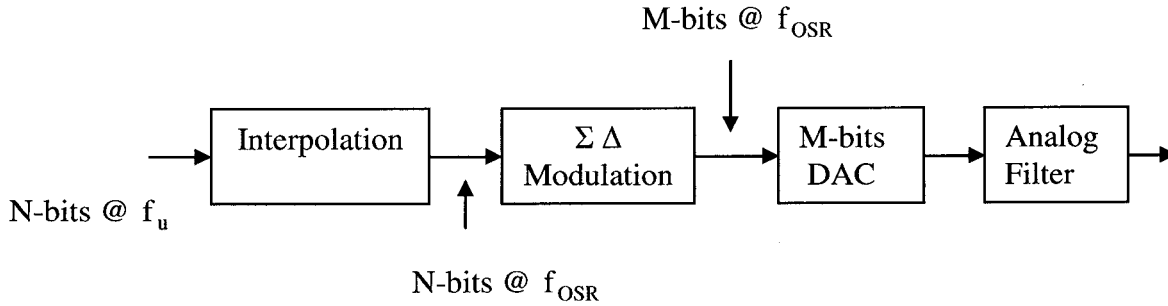 M-bits @ f_OSR
Interpolation
Σ Δ
Modulation
M-bits
DAC
Analog
Filter
N-bits @ f_u
N-bits @ f_OSR